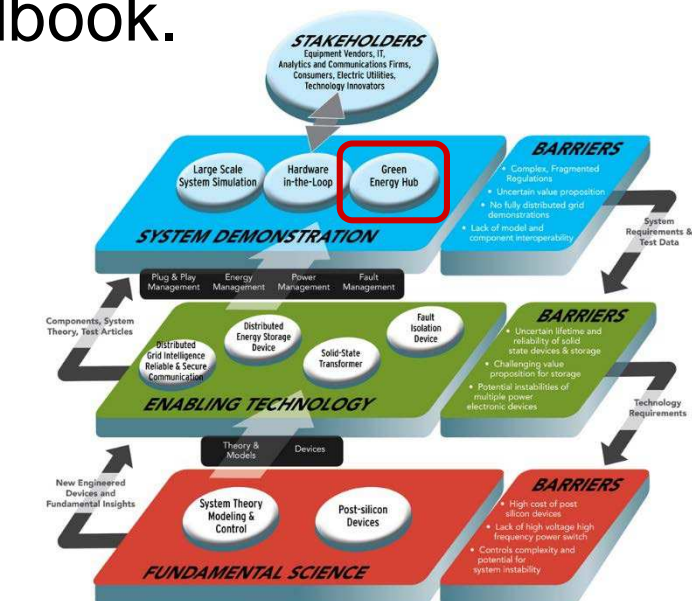 lbook.
STAKEHOLDERS
Equipment Vendors, IT,
Analytics and Communications Firms,
Consumers, Electric Utilities,
Technology Innovators
Large Scale
System Simulation
Hardware
in-the-Loop
Green
Energy Hub
SYSTEM DEMONSTRATION
BARRIERS
• Complex, Fragmented
Regulations
• Uncertain value proposition
• No fully distributed grid
demonstrations
• Lack of model and
component interoperability
System
Requirements &
Test Data
Plug & Play
Management
Energy
Management
Power
Management
Fault
Management
Components, System
Theory, Test Articles
Distributed
Grid Intelligence
Reliable & Secure
Communication
Distributed
Energy Storage
Device
Solid-State
Transformer
Fault
Isolation
Device
ENABLING TECHNOLOGY
BARRIERS
• Uncertain lifetime and
reliability of solid
state devices & storage
• Challenging value
proposition for storage
• Potential instabilities of
multiple power
electronic devices
Technology
Requirements
Theory &
Models
Devices
New Engineered
Devices and
Fundamental Insights
System Theory
Modeling &
Control
Post-silicon
Devices
FUNDAMENTAL SCIENCE
BARRIERS
• High cost of post
silicon devices
• Lack of high voltage high
frequency power switch
• Controls complexity and
potential for
system instability